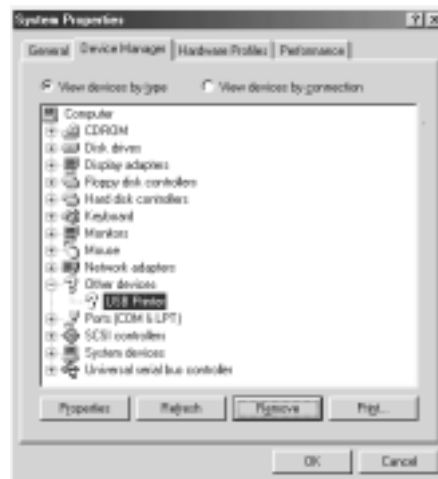 System Properties
General Device Manager Hardware Profiles Performance
View devices by type View devices by connection
Computer
CDROM
Disk drives
Display adapters
Floppy disk controllers
Hard disk controllers
Keyboard
Monitors
Mouse
Network adapters
Other devices
USB Printer
Ports (COM & LPT)
SCSI controllers
System devices
Universal serial bus controller
Properties Refresh Remove Print...
OK Cancel